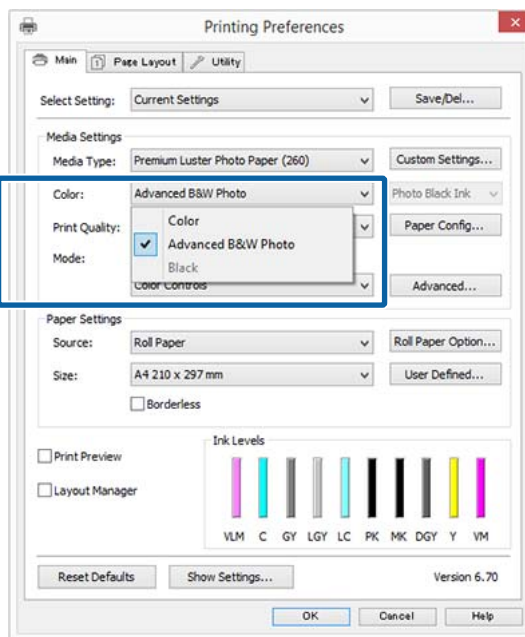 Printing Preferences
Main Page Layout Utility
Select Setting: Current Settings Save/Del...
Media Settings
Media Type: Premium Luster Photo Paper (260) Custom Settings...
Color: Advanced B&W Photo Photo Black Ink
Color
Print Quality: Paper Config...
Advanced B&W Photo
Mode:
Black
Color Controls Advanced...
Paper Settings
Source: Roll Paper Roll Paper Option...
Size: A4 210 x 297 mm User Defined...
Borderless
Ink Levels
Print Preview
Layout Manager
VLM C GY LGY LC PK MK DGY Y VM
Reset Defaults Show Settings... Version 6.70
OK Cancel Help